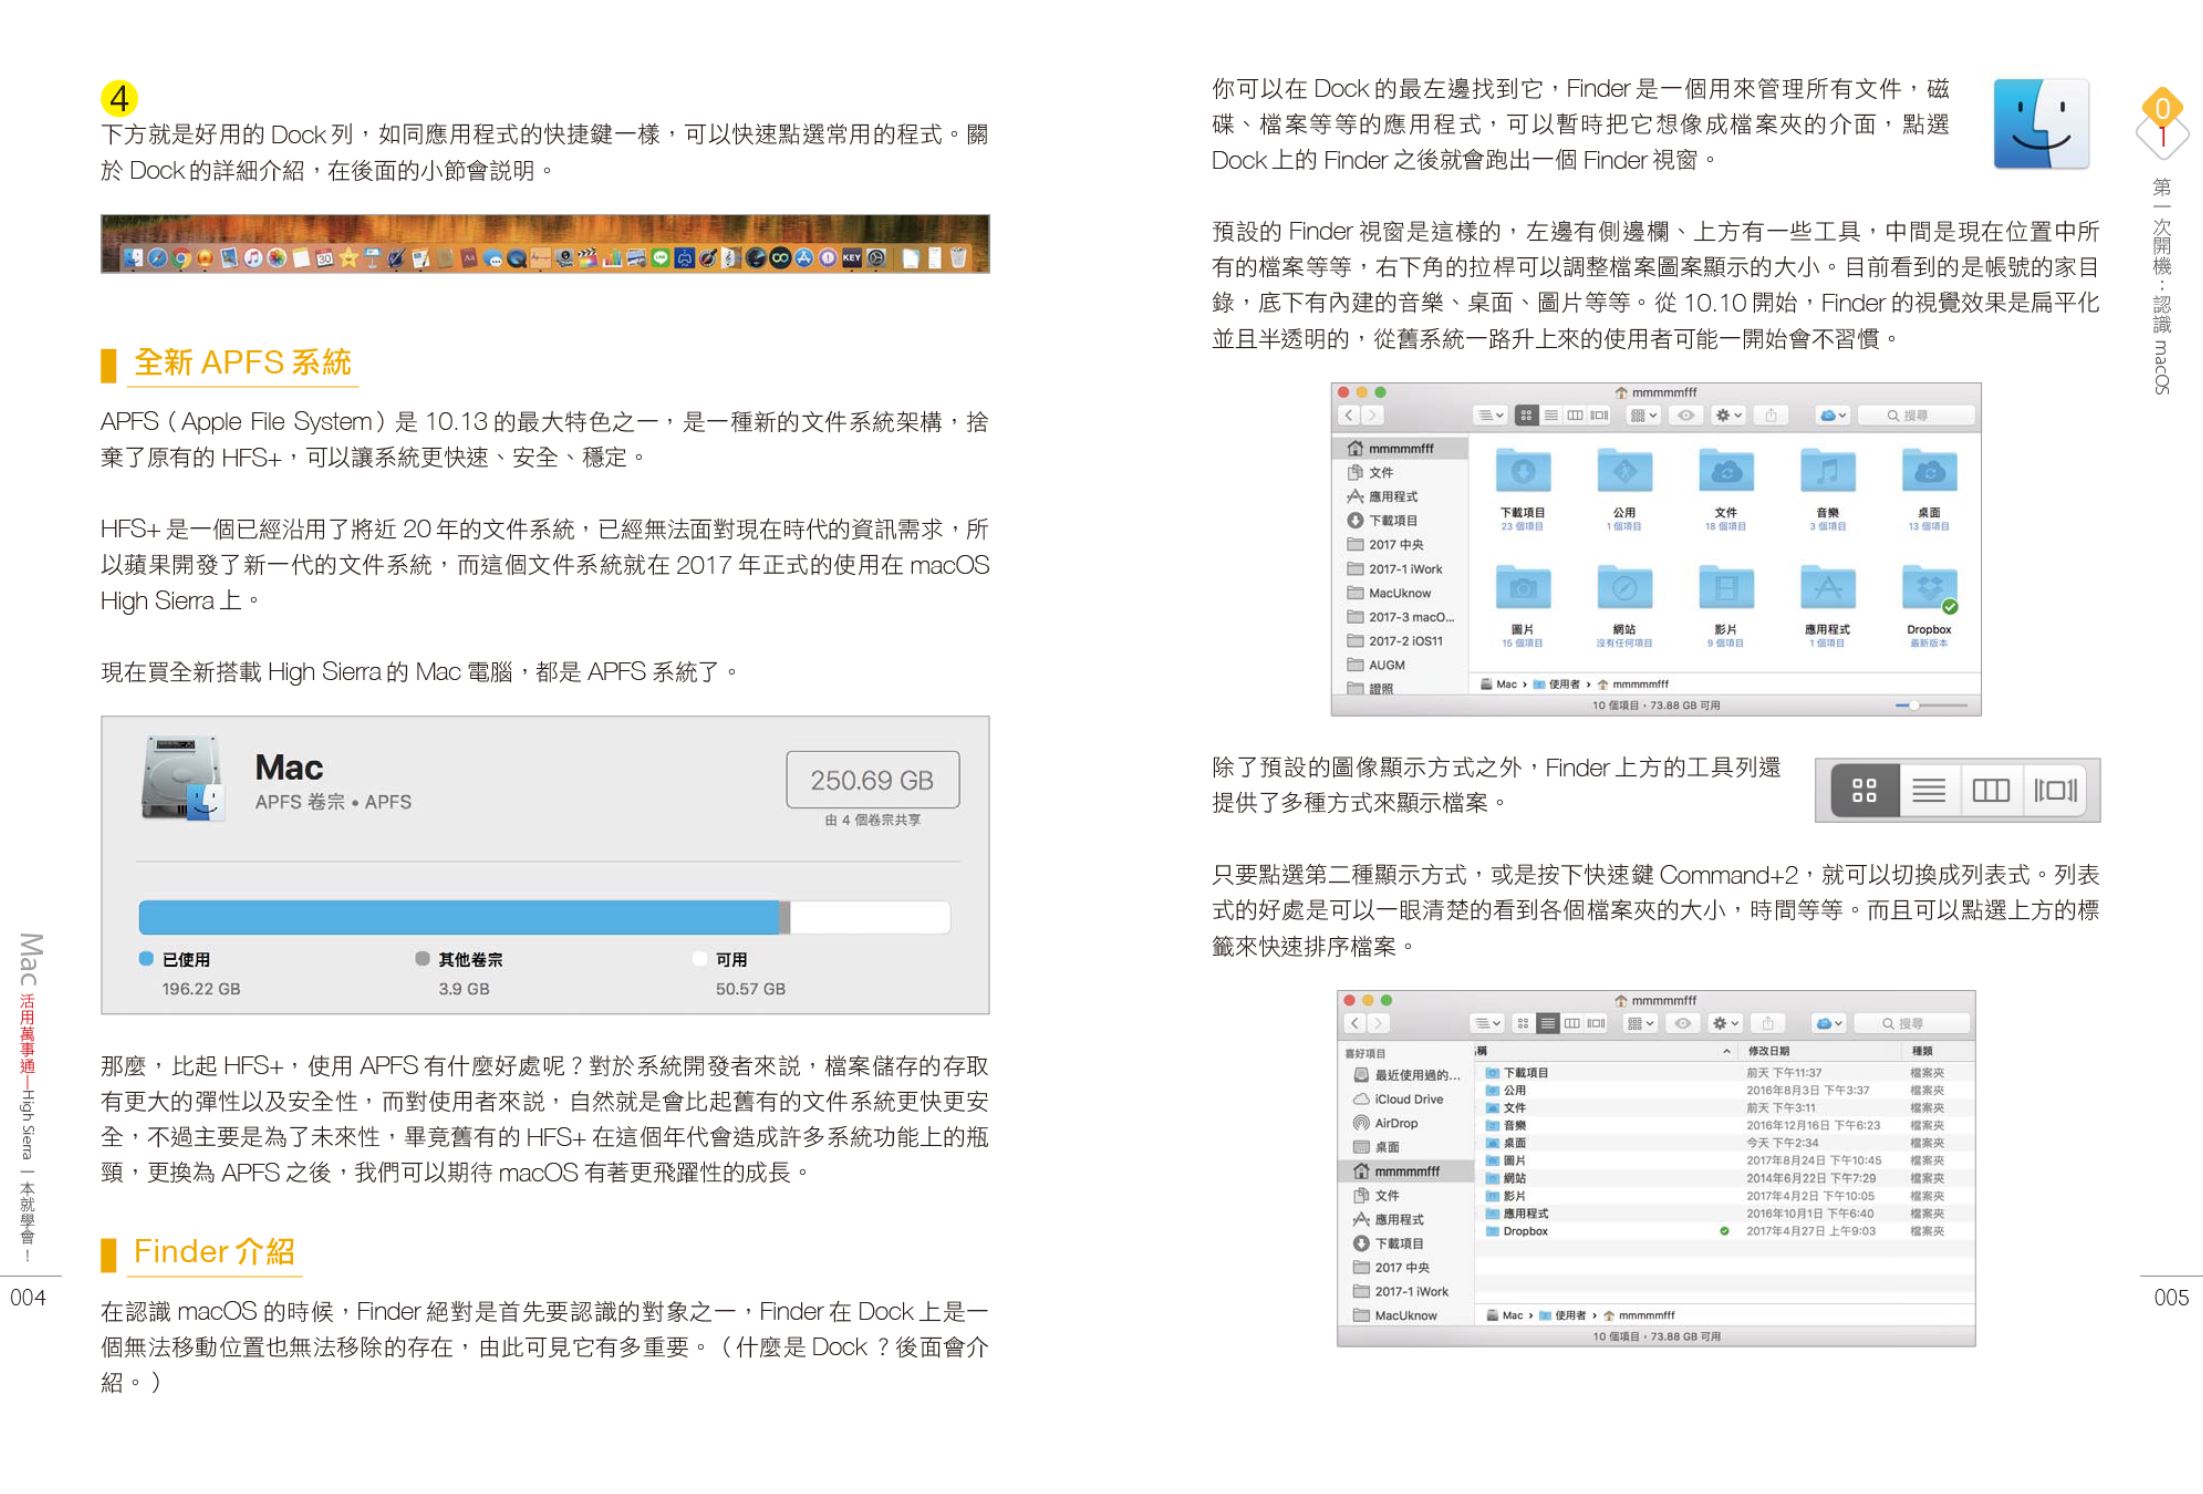 4
下方就是好用的 Dock 列，如同應用程式的快捷鍵一樣，可以快速點選常用的程式。關
於 Dock 的詳細介紹，在後面的小節會說明。
30
KEY
全新 APFS 系統
APFS（Apple File System）是 10.13 的最大特色之一，是一種新的文件系統架構，捨
棄了原有的 HFS+，可以讓系統更快速、安全、穩定。
HFS+ 是一個已經沿用了將近 20 年的文件系統，已經無法面對現在時代的資訊需求，所
以蘋果開發了新一代的文件系統，而這個文件系統就在 2017 年正式的使用在 macOS
High Sierra 上。
現在買全新搭載 High Sierra 的 Mac 電腦，都是 APFS 系統了。
Mac
APFS 卷宗 • APFS
250.69 GB
由 4 個卷宗共享
已使用
196.22 GB
其他卷宗
3.9 GB
可用
50.57 GB
那麼，比起 HFS+，使用 APFS 有什麼好處呢？對於系統開發者來說，檔案儲存的存取
有更大的彈性以及安全性，而對使用者來說，自然就是會比起舊有的文件系統更快更安
全，不過主要是為了未來性，畢竟舊有的 HFS+ 在這個年代會造成許多系統功能上的瓶
頸，更換為 APFS 之後，我們可以期待 macOS 有著更飛躍性的成長。
Finder 介紹
在認識 macOS 的時候，Finder 絕對是首先要認識的對象之一，Finder 在 Dock 上是一
個無法移動位置也無法移除的存在，由此可見它有多重要。（什麼是 Dock ？後面會介
紹。）
Mac 活用萬事通—High Sierra 一本就學會！
004
你可以在 Dock 的最左邊找到它，Finder 是一個用來管理所有文件，磁
碟、檔案等等的應用程式，可以暫時把它想像成檔案夾的介面，點選
Dock 上的 Finder 之後就會跑出一個 Finder 視窗。
預設的 Finder 視窗是這樣的，左邊有側邊欄、上方有一些工具，中間是現在位置中所
有的檔案等等，右下角的拉桿可以調整檔案圖案顯示的大小。目前看到的是帳號的家目
錄，底下有內建的音樂、桌面、圖片等等。從 10.10 開始，Finder 的視覺效果是扁平化
並且半透明的，從舊系統一路升上來的使用者可能一開始會不習慣。
mmmmmfff
搜尋
mmmmmfff
文件
應用程式
下載項目
2017 中央
2017-1 iWork
MacUknow
2017-3 macO...
2017-2 iOS11
AUGM
證照
下載項目
23 個項目
公用
1 個項目
文件
18 個項目
音樂
3 個項目
桌面
13 個項目
圖片
15 個項目
網站
沒有任何項目
影片
9 個項目
應用程式
1 個項目
Dropbox
最新版本
Mac › 使用者 › mmmmmfff
10 個項目，73.88 GB 可用
除了預設的圖像顯示方式之外，Finder 上方的工具列還
提供了多種方式來顯示檔案。
只要點選第二種顯示方式，或是按下快速鍵 Command+2，就可以切換成列表式。列表
式的好處是可以一眼清楚的看到各個檔案夾的大小，時間等等。而且可以點選上方的標
籤來快速排序檔案。
mmmmmfff
搜尋
喜好項目
最近使用過的...
iCloud Drive
AirDrop
桌面
mmmmmfff
文件
應用程式
下載項目
2017 中央
2017-1 iWork
MacUknow
稱 修改日期 種類
下載項目 前天 下午11:37 檔案夾
公用 2016年8月3日 下午3:37 檔案夾
文件 前天 下午3:11 檔案夾
音樂 2016年12月16日 下午6:23 檔案夾
桌面 今天 下午2:34 檔案夾
圖片 2017年8月24日 下午10:45 檔案夾
網站 2014年6月22日 下午7:29 檔案夾
影片 2017年4月2日 下午10:05 檔案夾
應用程式 2016年10月1日 下午6:40 檔案夾
Dropbox 2017年4月27日 上午9:03 檔案夾
Mac › 使用者 › mmmmmfff
10 個項目，73.88 GB 可用
01
第一次開機：認識 macOS
005